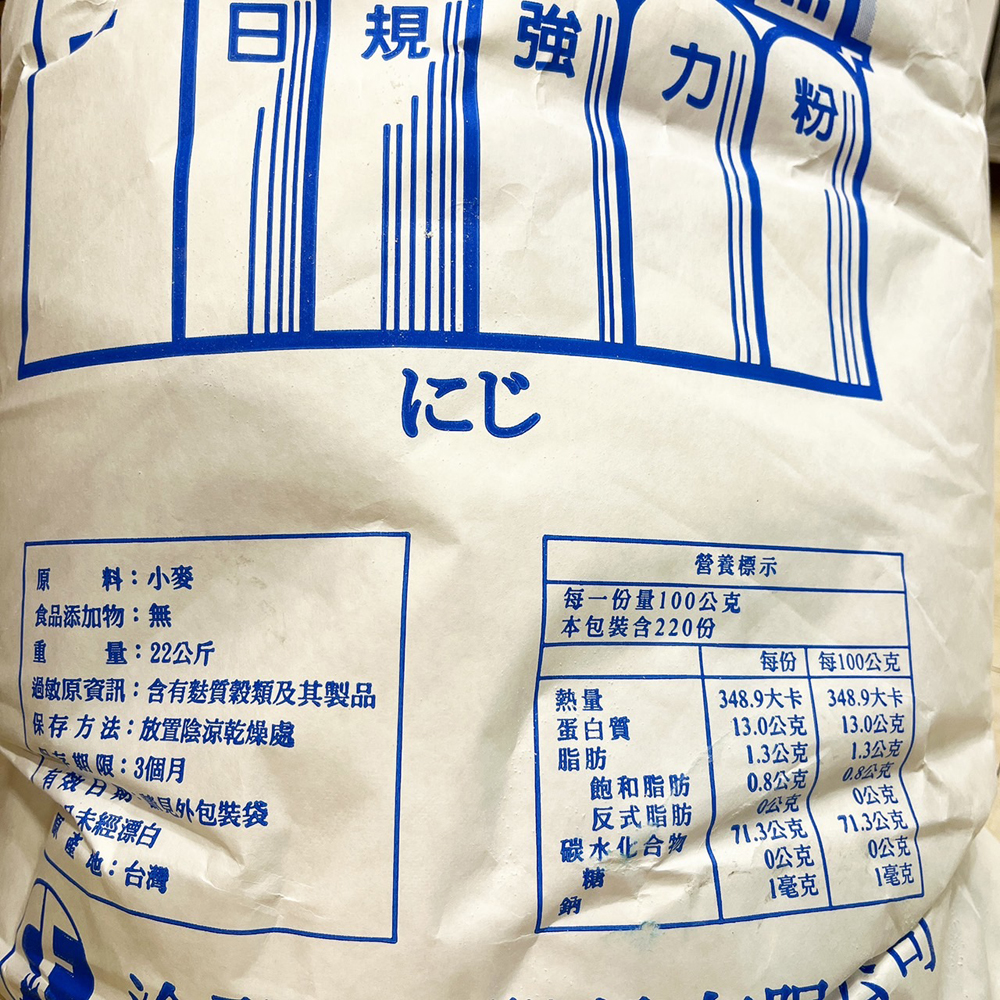 日規強力粉
にじ
原料：小麥
食品添加物：無
重量：22公斤
過敏原資訊：含有麩質穀類及其製品
保存方法：放置陰涼乾燥處
保存期限：3個月
有效日期 請見外包裝袋
未經漂白
原產地：台灣
營養標示
每一份量100公克
本包裝含220份
每份 每100公克
熱量 348.9大卡 348.9大卡
蛋白質 13.0公克 13.0公克
脂肪 1.3公克 1.3公克
飽和脂肪 0.8公克 0.8公克
反式脂肪 0公克 0公克
碳水化合物 71.3公克 71.3公克
糖 0公克 0公克
鈉 1毫克 1毫克